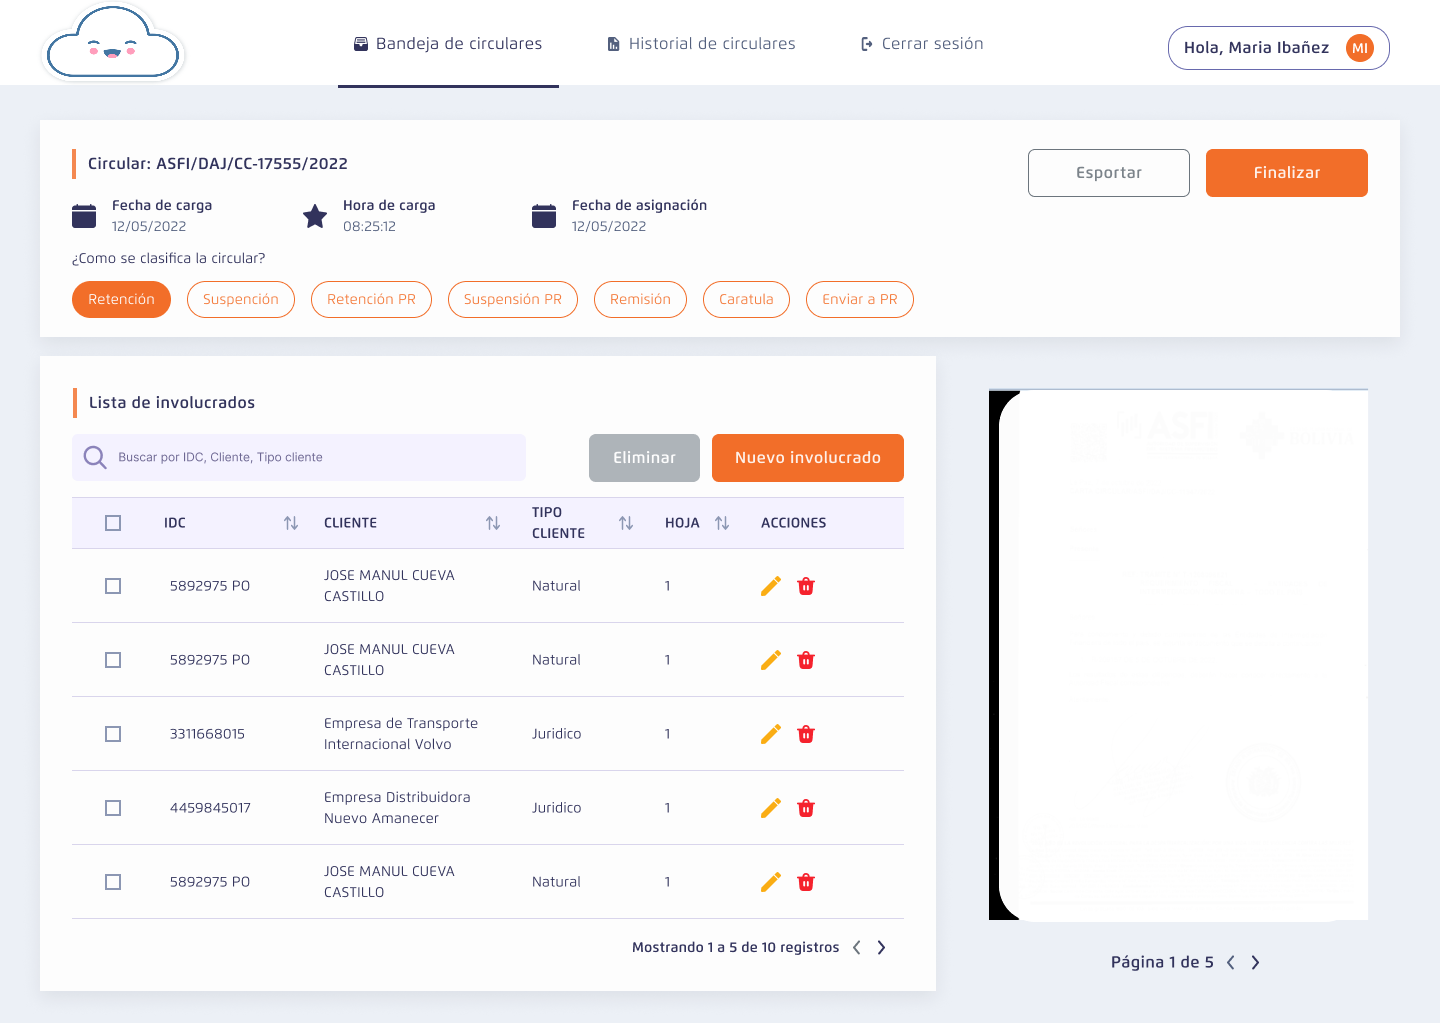 Bandeja de circulares
Historial de circulares
Cerrar sesión
Hola, Maria Ibañez
MI
Circular: ASFI/DAJ/CC-17555/2022
Esportar
Finalizar
Fecha de carga
12/05/2022
Hora de carga
08:25:12
Fecha de asignación
12/05/2022
¿Como se clasifica la circular?
Retención
Suspención
Retención PR
Suspensión PR
Remisión
Caratula
Enviar a PR
Lista de involucrados
Buscar por IDC, Cliente, Tipo cliente
Eliminar
Nuevo involucrado
IDC
CLIENTE
TIPO
CLIENTE
HOJA
ACCIONES
5892975 PO
JOSE MANUL CUEVA
CASTILLO
Natural
1
5892975 PO
JOSE MANUL CUEVA
CASTILLO
Natural
1
3311668015
Empresa de Transporte
Internacional Volvo
Juridico
1
4459845017
Empresa Distribuidora
Nuevo Amanecer
Juridico
1
5892975 PO
JOSE MANUL CUEVA
CASTILLO
Natural
1
Mostrando 1 a 5 de 10 registros
ASFI
Página 1 de 5